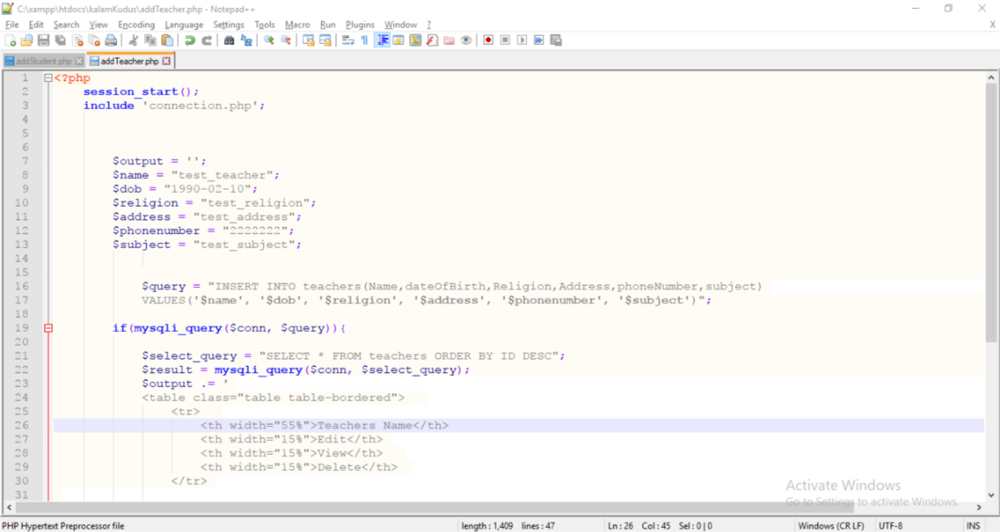 C:\xampp\htdocs\kalamKudus\addTeacher.php - Notepad++
File Edit Search View Encoding Language Settings Tools Macro Run Plugins Window ? X
addStudent.php addTeacher.php
1 <?php
2 session_start();
3 include 'connection.php';
4
5
6
7 $output = '';
8 $name = "test_teacher";
9 $dob = "1990-02-10";
10 $religion = "test_religion";
11 $address = "test_address";
12 $phonenumber = "2222222";
13 $subject = "test_subject";
14
15
16 $query = "INSERT INTO teachers(Name,dateOfBirth,Religion,Address,phoneNumber,subject)
17 VALUES('$name', '$dob', '$religion', '$address', '$phonenumber', '$subject')";
18
19 if(mysqli_query($conn, $query)){
20
21 $select_query = "SELECT * FROM teachers ORDER BY ID DESC";
22 $result = mysqli_query($conn, $select_query);
23 $output .= '
24 <table class="table table-bordered">
25 <tr>
26 <th width="55%">Teachers Name</th>
27 <th width="15%">Edit</th>
28 <th width="15%">View</th>
29 <th width="15%">Delete</th>
30 </tr>
31
Activate Windows
Go to Settings to activate Windows.
PHP Hypertext Preprocessor file length : 1,409 lines : 47 Ln : 26 Col : 45 Sel : 0 | 0 Windows (CR LF) UTF-8 INS